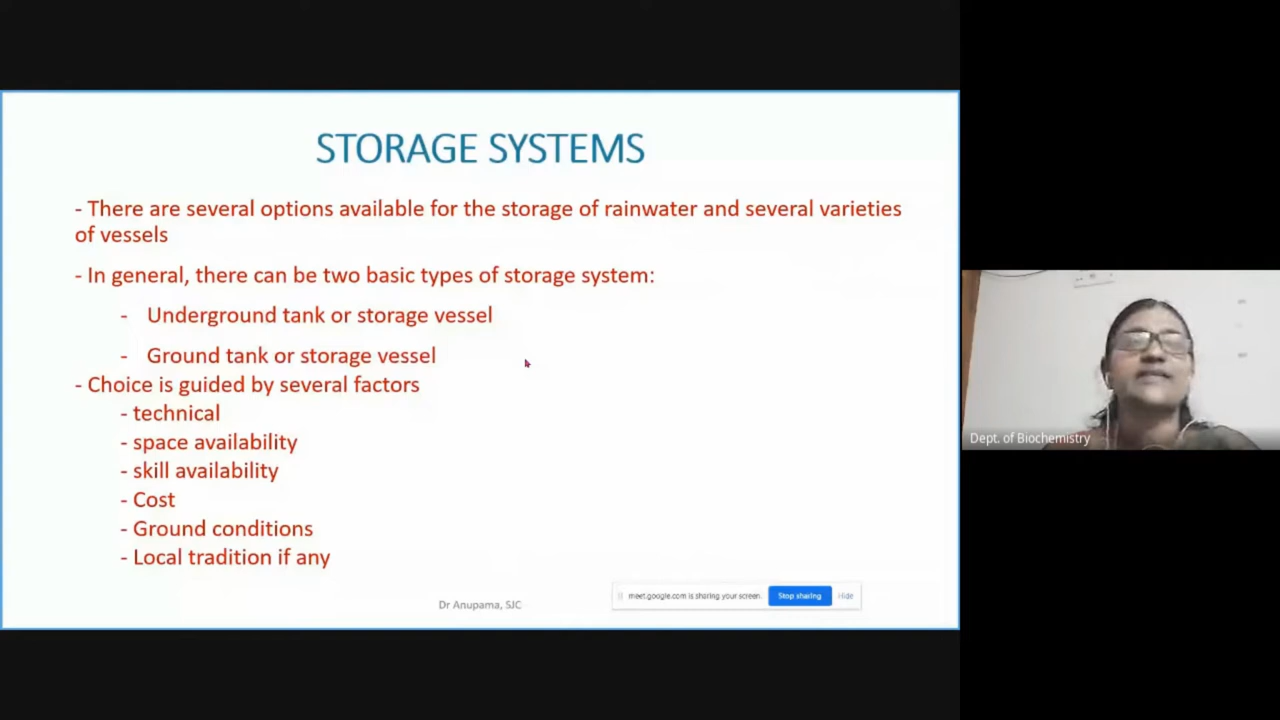 STORAGE SYSTEMS
- There are several options available for the storage of rainwater and several varieties
of vessels
- In general, there can be two basic types of storage system:
- Underground tank or storage vessel
- Ground tank or storage vessel
- Choice is guided by several factors
- technical
- space availability
- skill availability
- Cost
- Ground conditions
- Local tradition if any
Dr Anupama, SJC
meet.google.com is sharing your screen.
Stop sharing
Hide
Dept. of Biochemistry